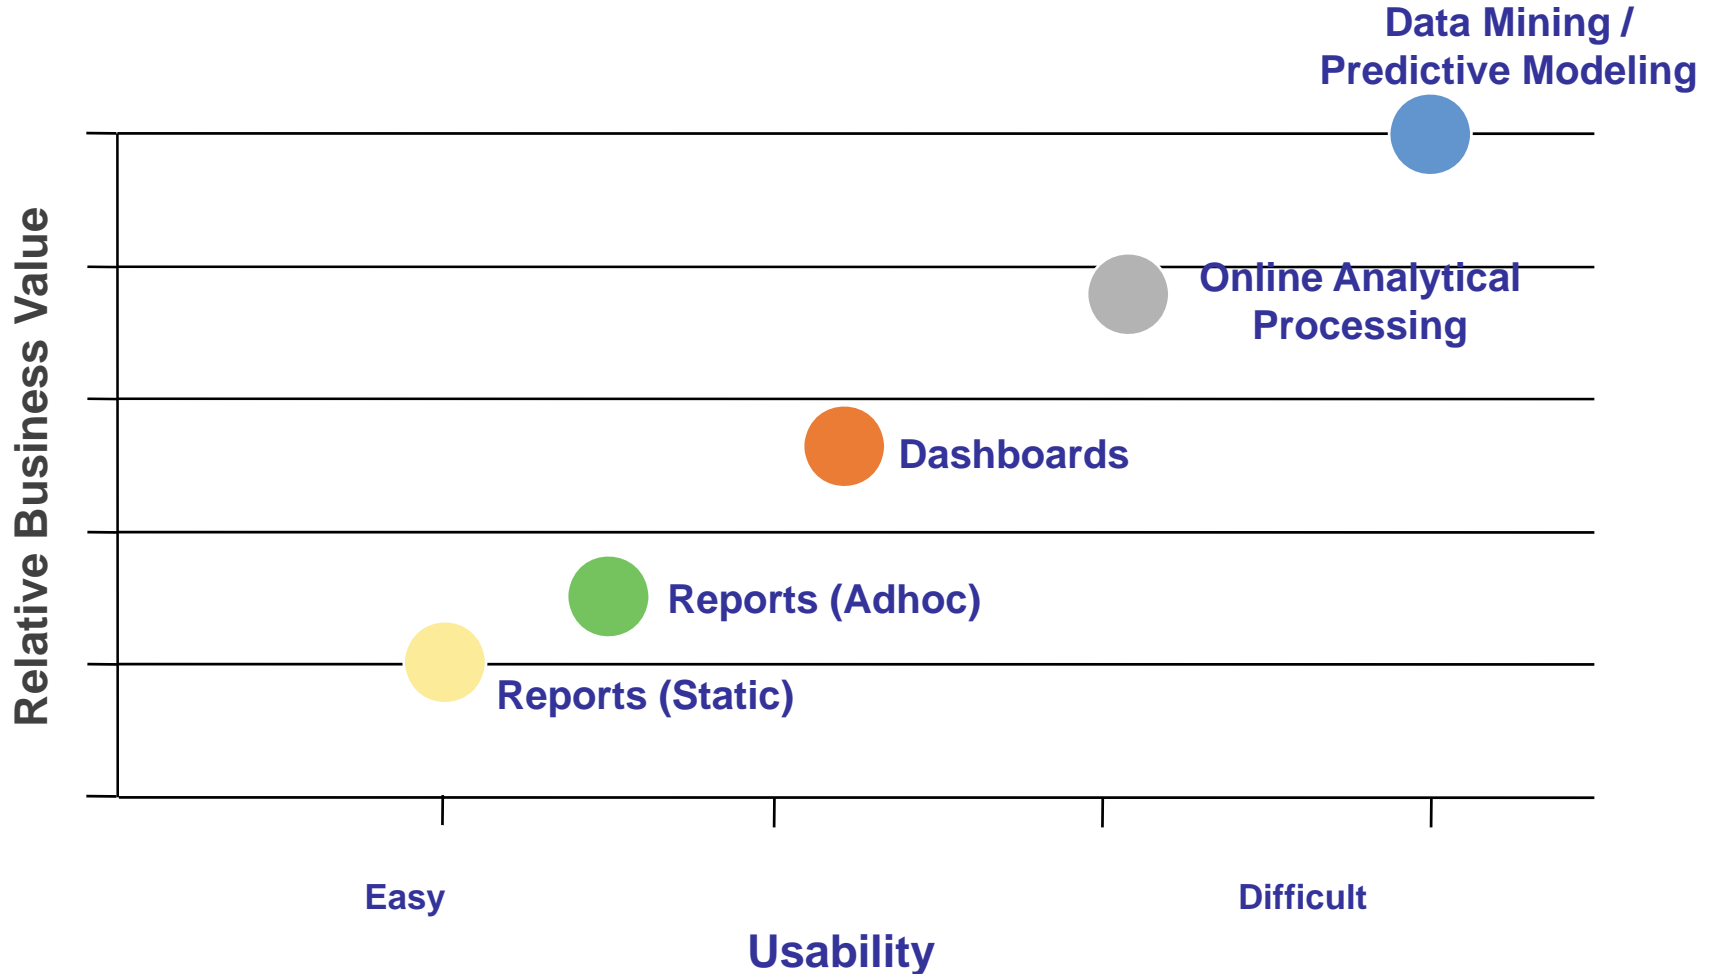 Data Mining /
Predictive Modeling
Relative Business Value
Online Analytical
Processing
Dashboards
Reports (Adhoc)
Reports (Static)
Easy
Difficult
Usability